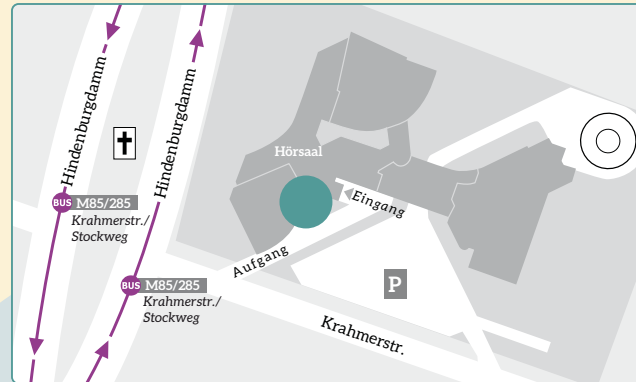 Hindenburgdamm
Hindenburgdamm
Hörsaal
BUS M85/285
Krahmerstr./
Stockweg
Eingang
Aufgang
BUS M85/285
Krahmerstr./
Stockweg
P
Krahmerstr.